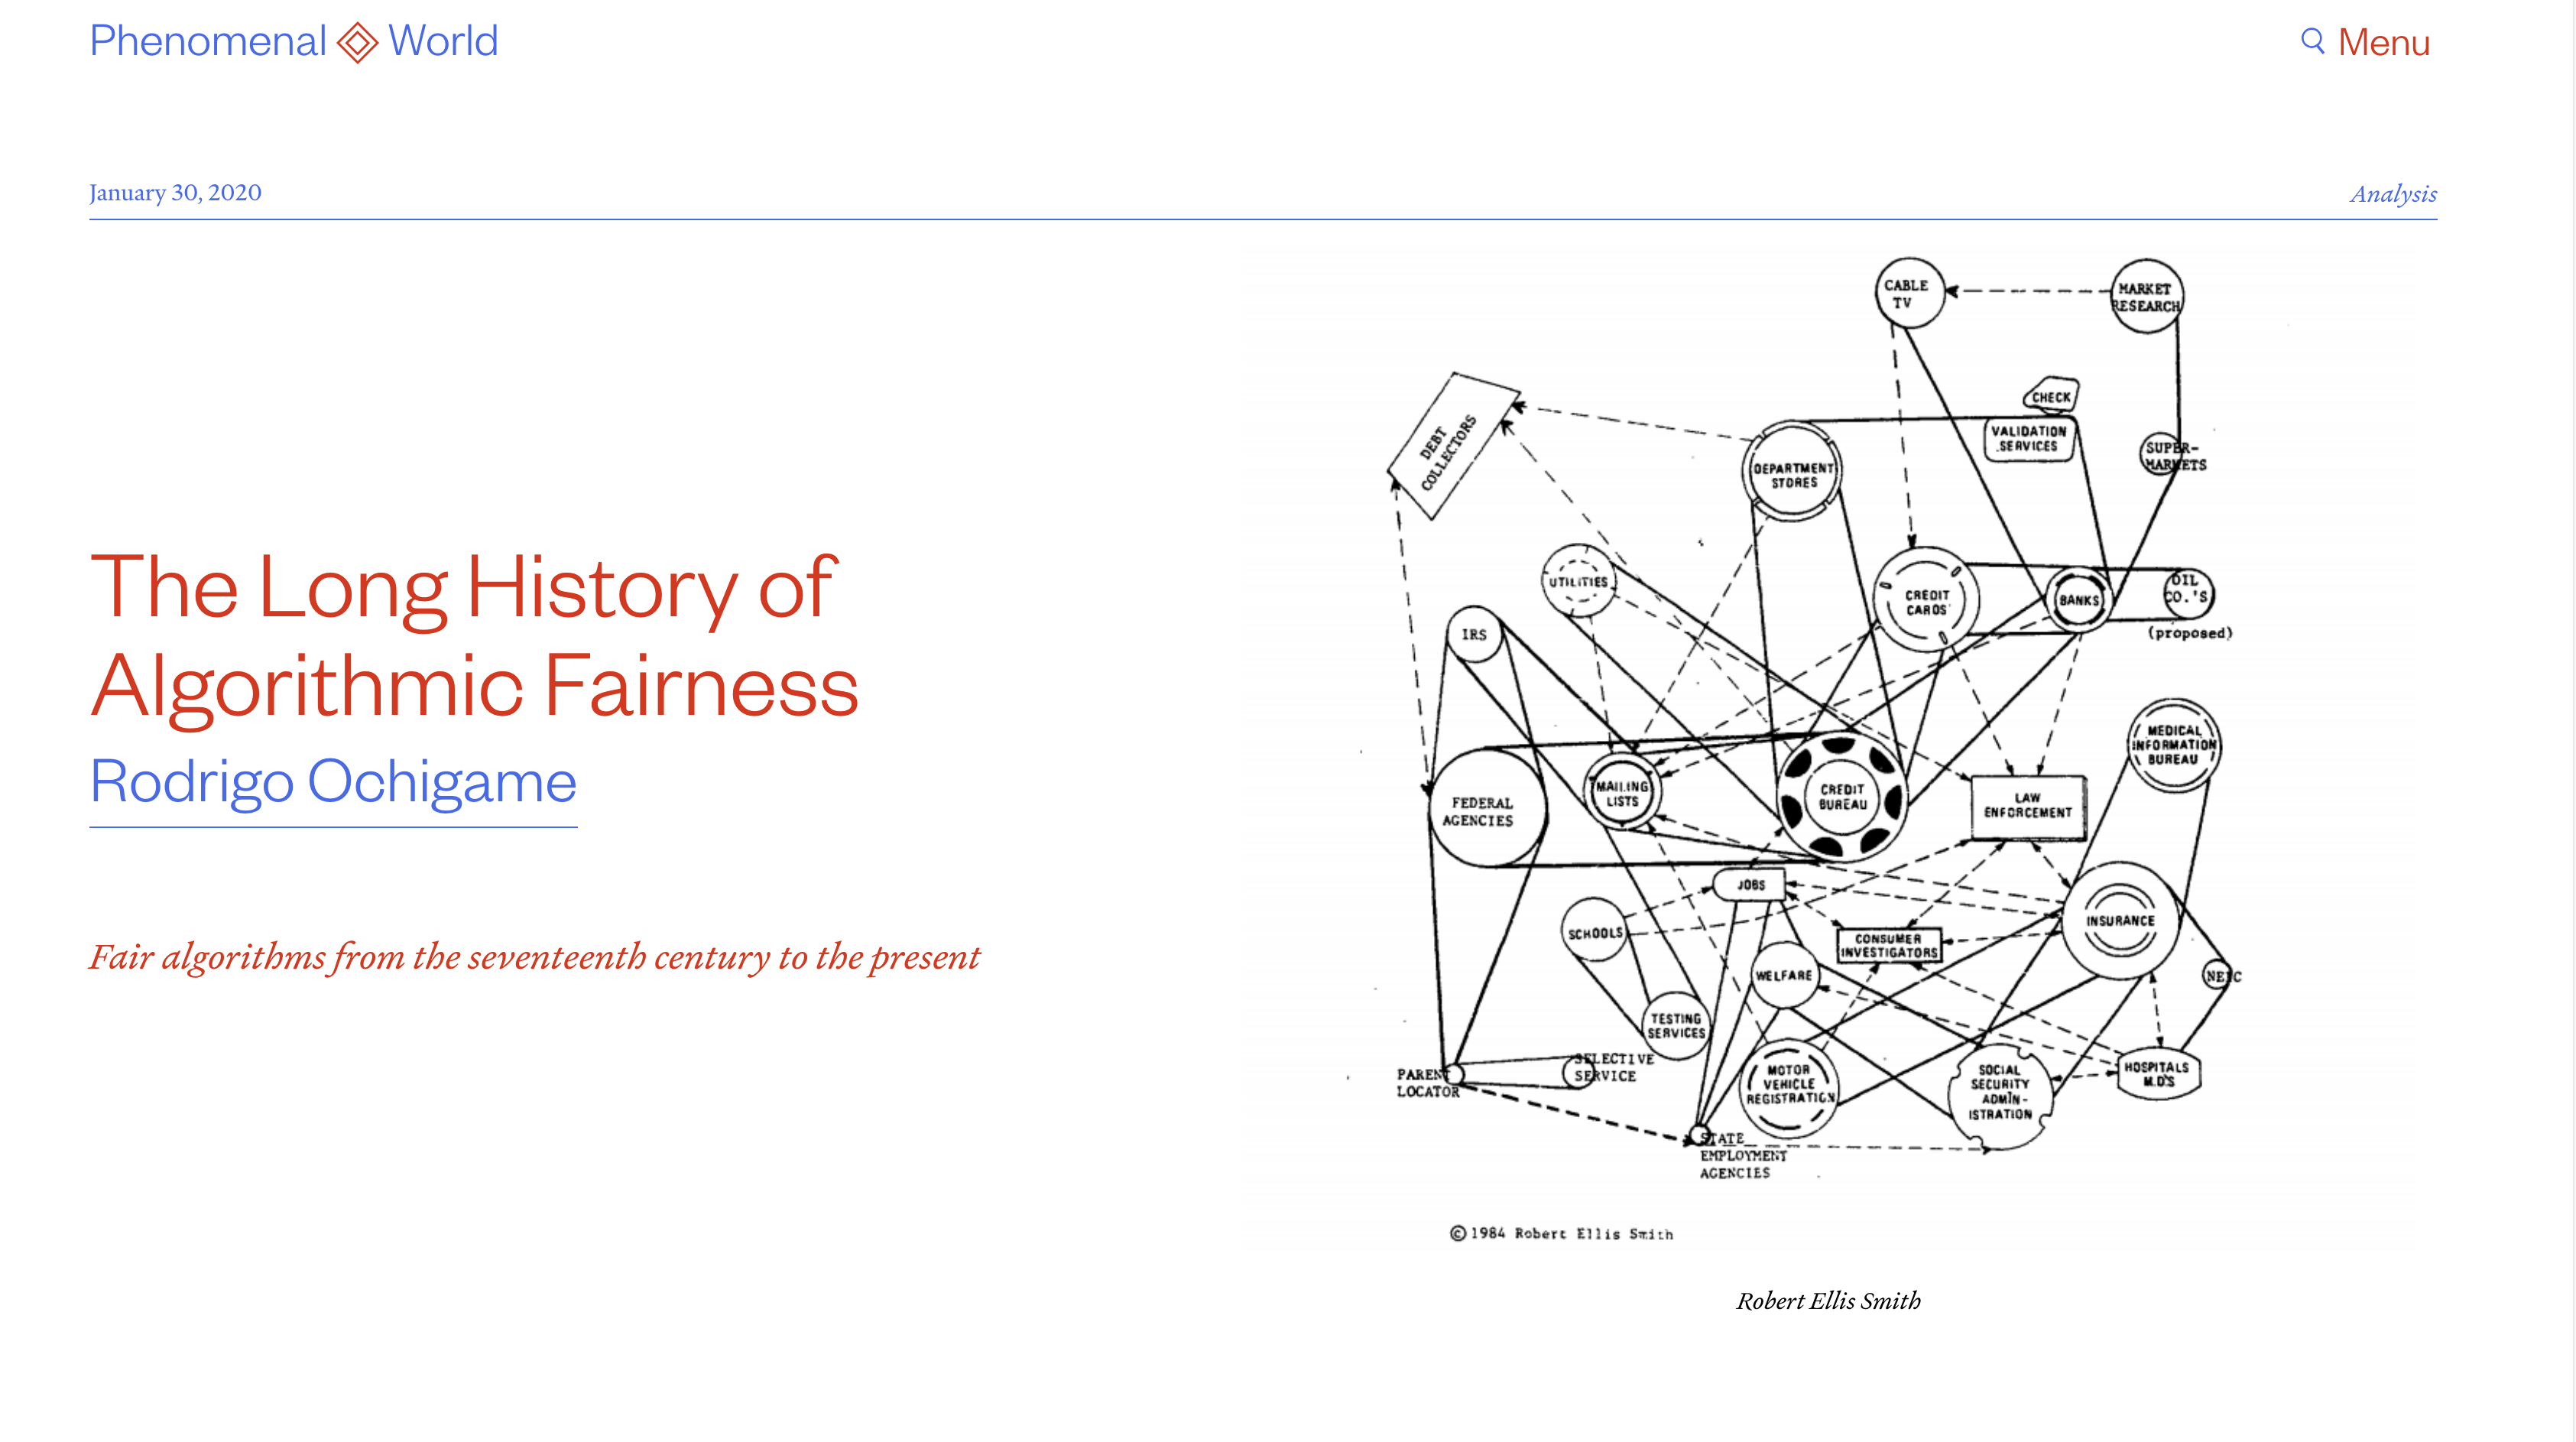 Phenomenal World
Menu
January 30, 2020
Analysis
The Long History of
Algorithmic Fairness
Rodrigo Ochigame
Fair algorithms from the seventeenth century to the present
CABLE
TV
MARKET
RESEARCH
DEBT
COLLECTORS
CHECK
VALIDATION
SERVICES
DEPARTMENT
STORES
SUPER-
MARKETS
UTILITIES
CREDIT
CARDS
BANKS
OIL
CO.'S
(proposed)
IRS
MEDICAL
INFORMATION
BUREAU
FEDERAL
AGENCIES
MAILING
LISTS
CREDIT
BUREAU
LAW
ENFORCEMENT
JOBS
SCHOOLS
CONSUMER
INVESTIGATORS
INSURANCE
WELFARE
NEIC
TESTING
SERVICES
SELECTIVE
SERVICE
PARENT
LOCATOR
MOTOR
VEHICLE
REGISTRATION
SOCIAL
SECURITY
ADMIN-
ISTRATION
HOSPITALS
M.D'S
STATE
EMPLOYMENT
AGENCIES
© 1984 Robert Ellis Smith
Robert Ellis Smith